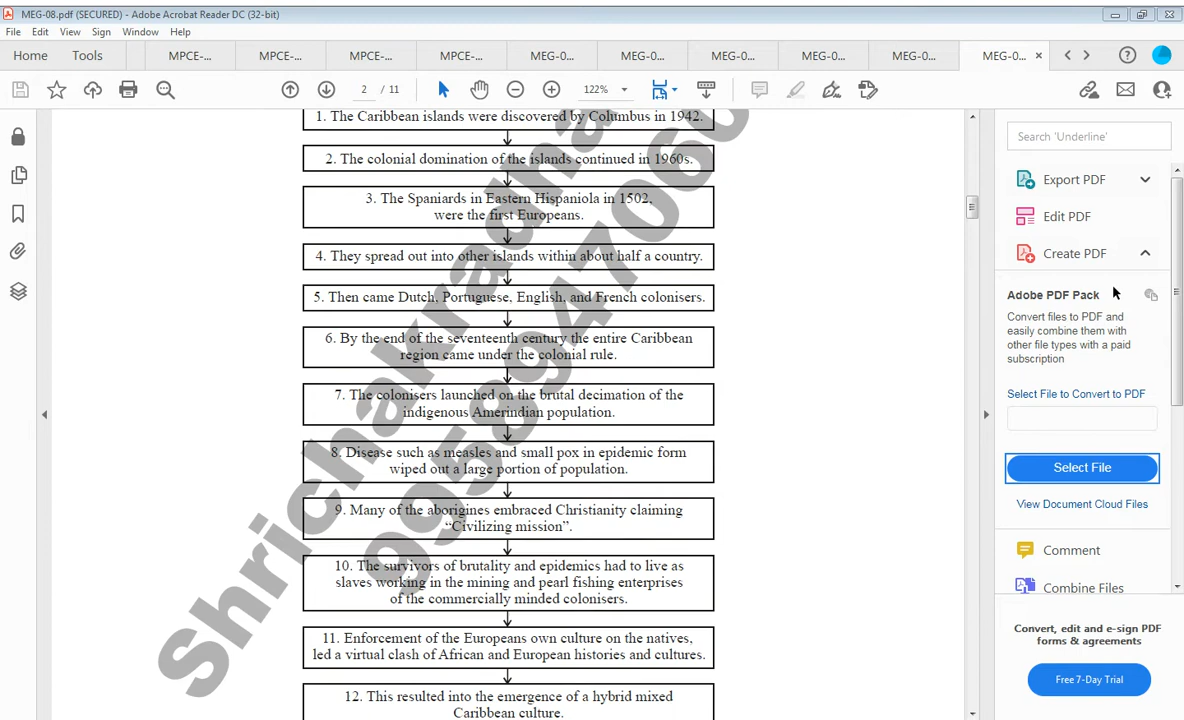 MEG-08.pdf (SECURED) - Adobe Acrobat Reader DC (32-bit)
File Edit View Sign Window Help
Home Tools MPCE-... MPCE-... MPCE-... MPCE-... MEG-0... MEG-0... MEG-0... MEG-0... MEG-0... MEG-0... ×
2 / 11 122%
1. The Caribbean islands were discovered by Columbus in 1942.
2. The colonial domination of the islands continued in 1960s.
3. The Spaniards in Eastern Hispaniola in 1502,
were the first Europeans.
4. They spread out into other islands within about half a country.
5. Then came Dutch, Portuguese, English, and French colonisers.
6. By the end of the seventeenth century the entire Caribbean
region came under the colonial rule.
7. The colonisers launched on the brutal decimation of the
indigenous Amerindian population.
8. Disease such as measles and small pox in epidemic form
wiped out a large portion of population.
9. Many of the aborigines embraced Christianity claiming
“Civilizing mission”.
10. The survivors of brutality and epidemics had to live as
slaves working in the mining and pearl fishing enterprises
of the commercially minded colonisers.
11. Enforcement of the Europeans own culture on the natives,
led a virtual clash of African and European histories and cultures.
12. This resulted into the emergence of a hybrid mixed
Caribbean culture.
Shrichakradha
9958947060
Search 'Underline'
Export PDF
Edit PDF
Create PDF
Adobe PDF Pack
Convert files to PDF and
easily combine them with
other file types with a paid
subscription
Select File to Convert to PDF
Select File
View Document Cloud Files
Comment
Combine Files
Convert, edit and e-sign PDF
forms & agreements
Free 7-Day Trial